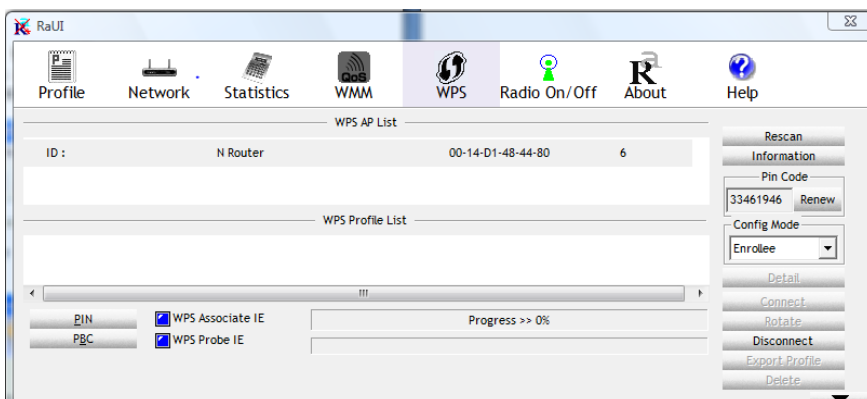 RaUI
Profile Network Statistics QoS WMM WPS Radio On/Off About Help
WPS AP List
ID : N Router 00-14-D1-48-44-80 6
WPS Profile List
PIN
PBC
WPS Associate IE
WPS Probe IE
Progress >> 0%
Rescan
Information
Pin Code
33461946 Renew
Config Mode
Enrollee
Detail
Connect
Rotate
Disconnect
Export Profile
Delete